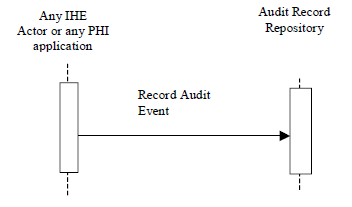 Any IHE
Actor or any PHI
application
Audit Record
Repository
Record Audit
Event